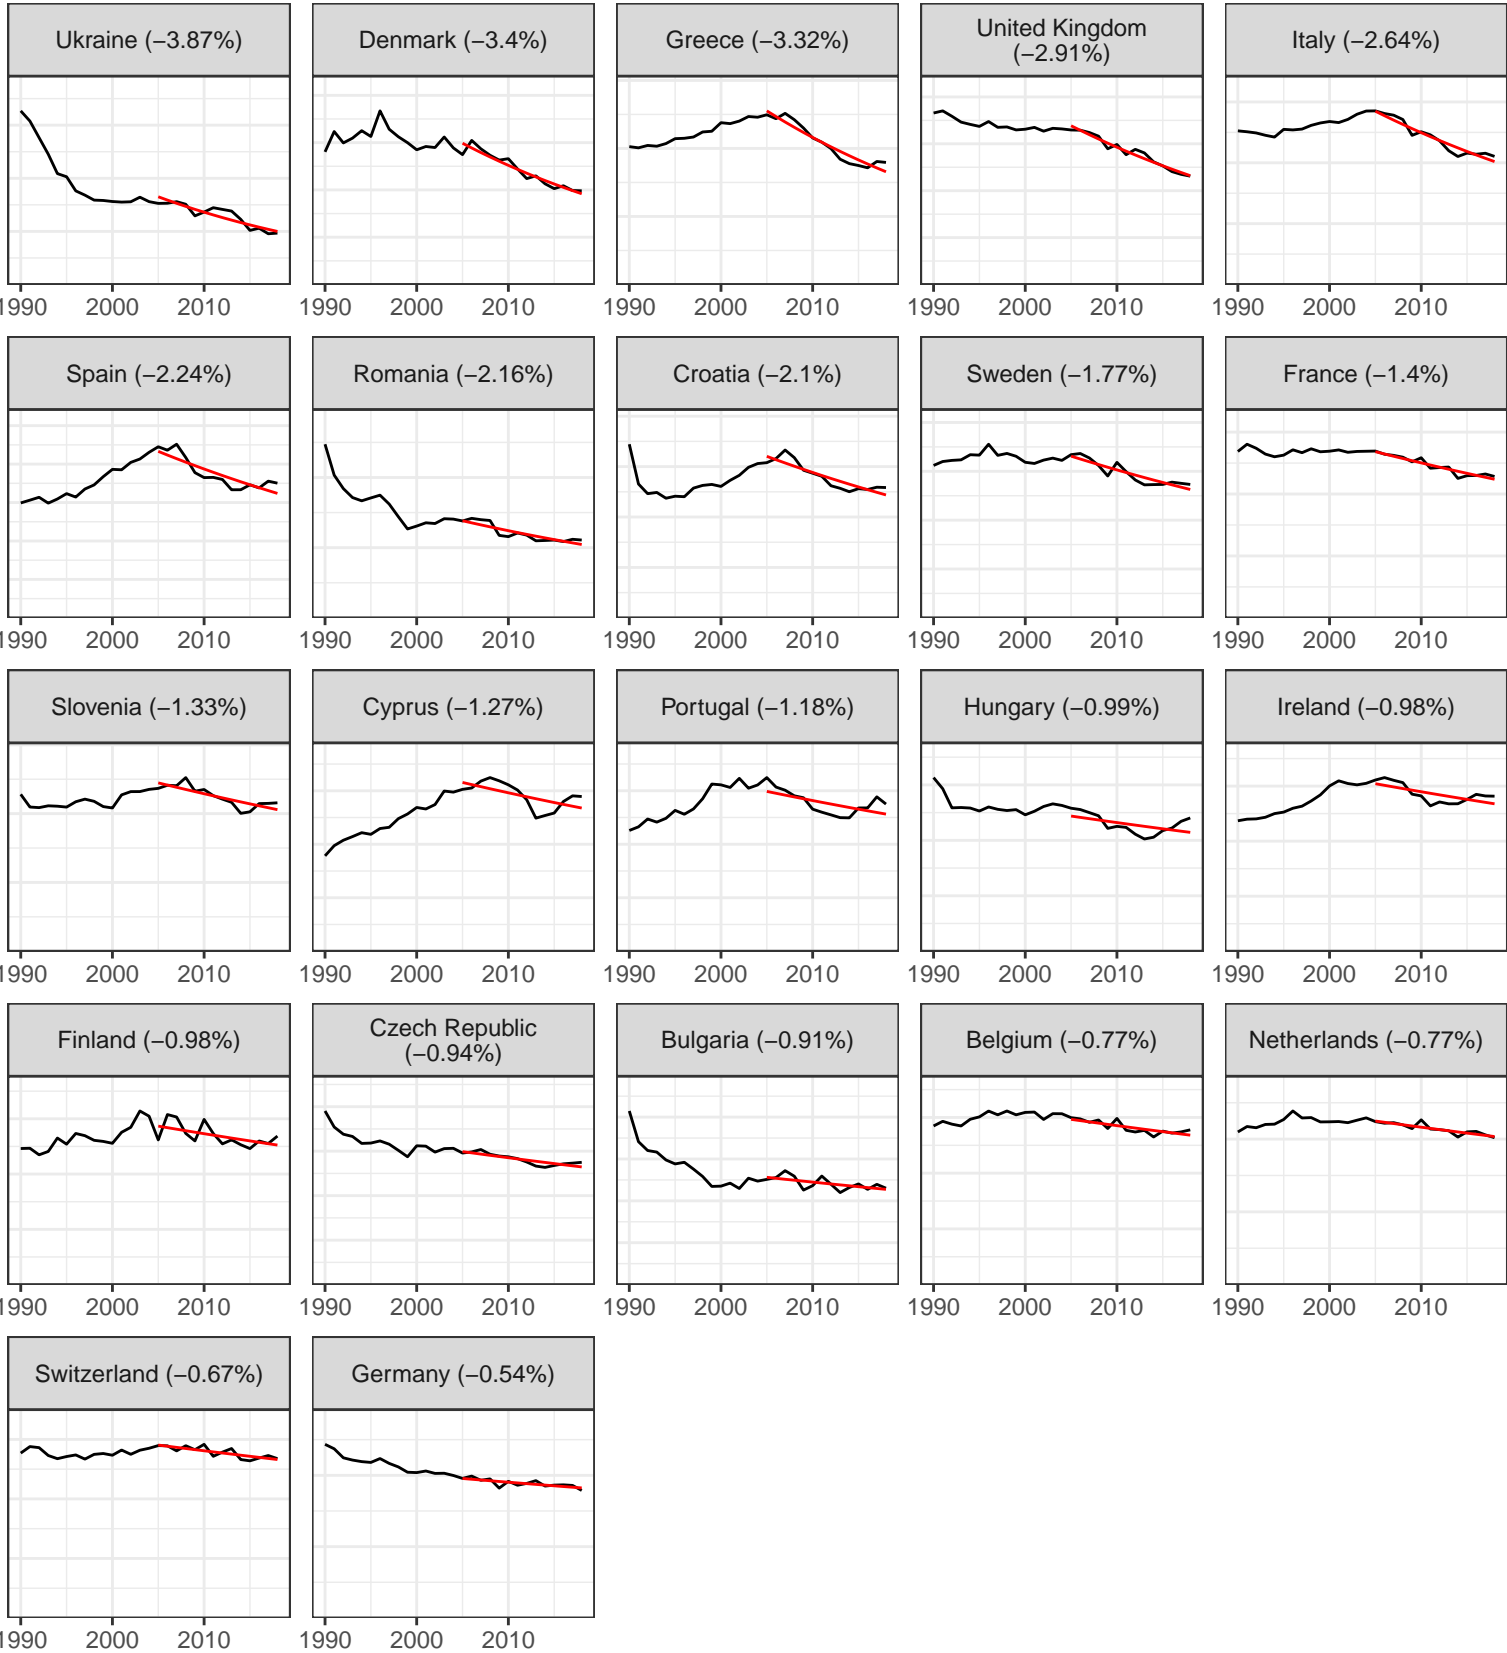 Ukraine (−3.87%)
Denmark (−3.4%)
Greece (−3.32%)
United Kingdom
(−2.91%)
Italy (−2.64%)
1990 2000 2010
1990 2000 2010
1990 2000 2010
1990 2000 2010
1990 2000 2010
Spain (−2.24%)
Romania (−2.16%)
Croatia (−2.1%)
Sweden (−1.77%)
France (−1.4%)
1990 2000 2010
1990 2000 2010
1990 2000 2010
1990 2000 2010
1990 2000 2010
Slovenia (−1.33%)
Cyprus (−1.27%)
Portugal (−1.18%)
Hungary (−0.99%)
Ireland (−0.98%)
1990 2000 2010
1990 2000 2010
1990 2000 2010
1990 2000 2010
1990 2000 2010
Finland (−0.98%)
Czech Republic
(−0.94%)
Bulgaria (−0.91%)
Belgium (−0.77%)
Netherlands (−0.77%)
1990 2000 2010
1990 2000 2010
1990 2000 2010
1990 2000 2010
1990 2000 2010
Switzerland (−0.67%)
Germany (−0.54%)
1990 2000 2010
1990 2000 2010